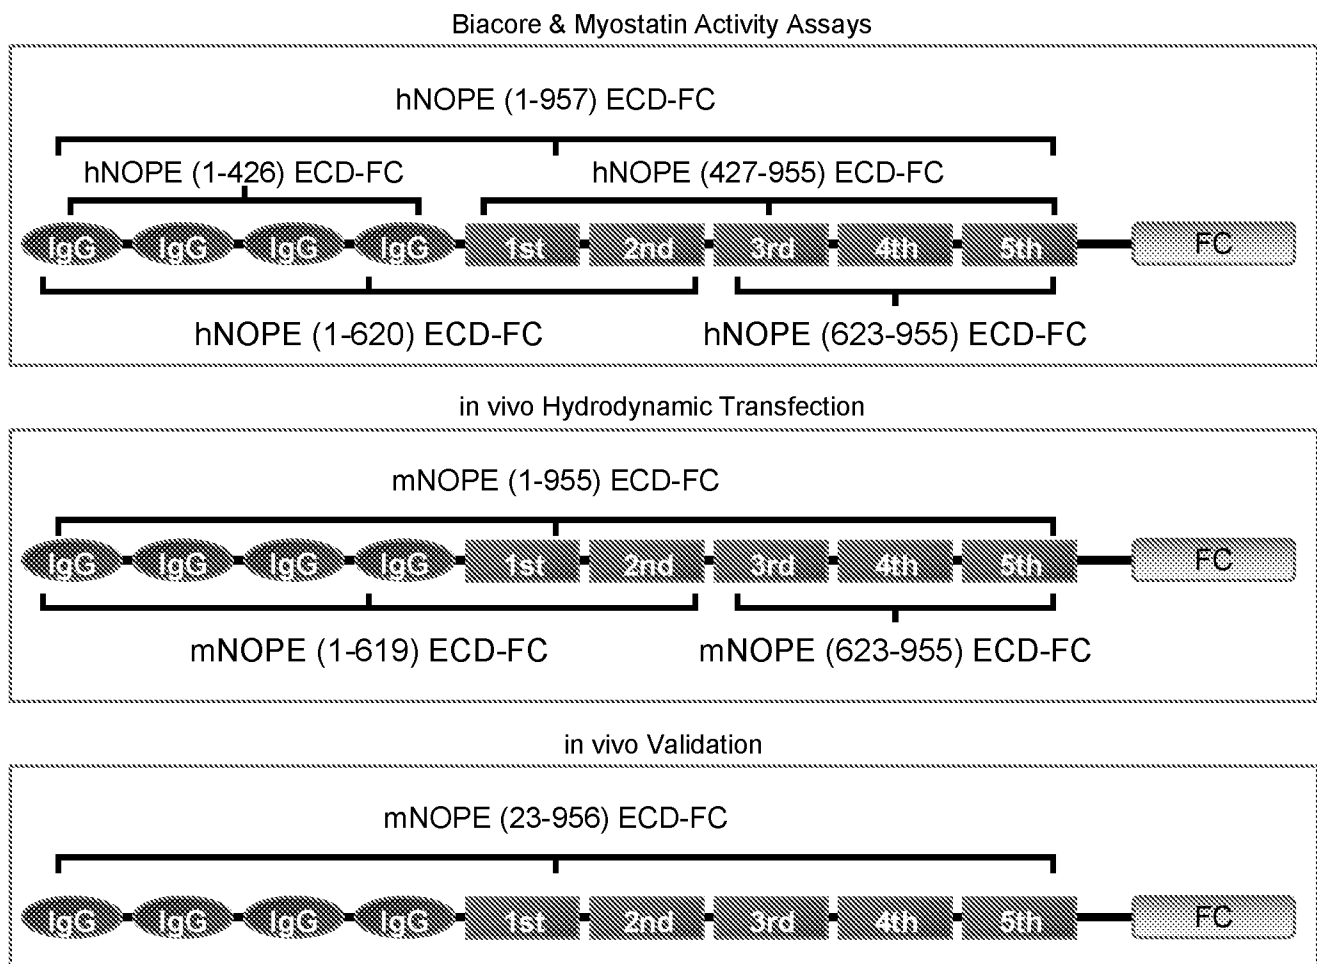 Biacore & Myostatin Activity Assays
hNOPE (1-957) ECD-FC
hNOPE (1-426) ECD-FC hNOPE (427-955) ECD-FC
IgG IgG IgG IgG 1st 2nd 3rd 4th 5th FC
hNOPE (1-620) ECD-FC hNOPE (623-955) ECD-FC
in vivo Hydrodynamic Transfection
mNOPE (1-955) ECD-FC
IgG IgG IgG IgG 1st 2nd 3rd 4th 5th FC
mNOPE (1-619) ECD-FC mNOPE (623-955) ECD-FC
in vivo Validation
mNOPE (23-956) ECD-FC
IgG IgG IgG IgG 1st 2nd 3rd 4th 5th FC